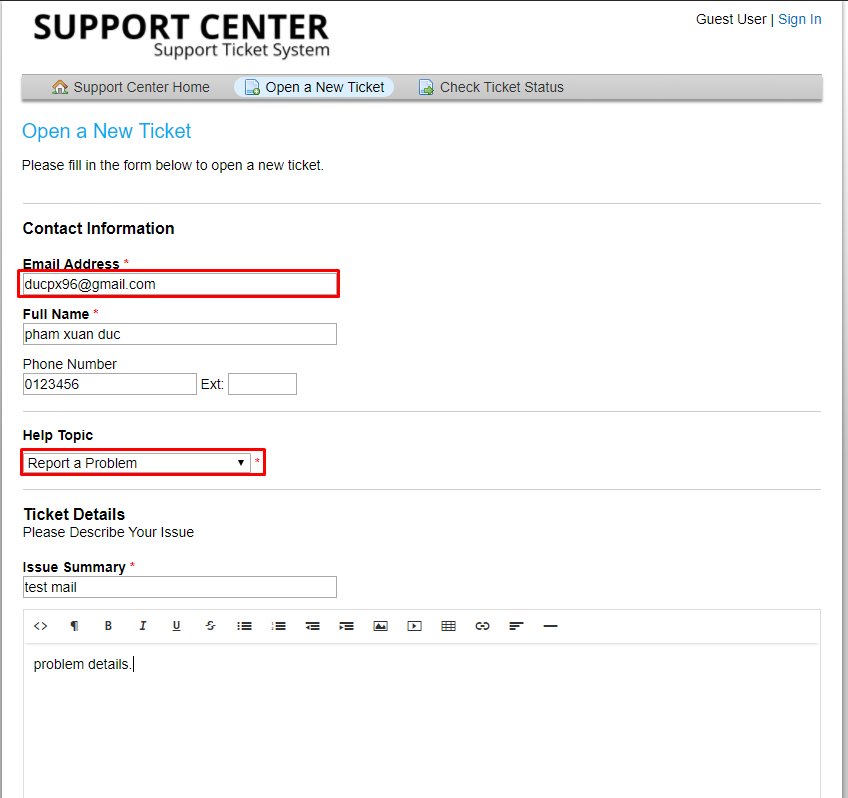 SUPPORT CENTER
Support Ticket System
Guest User | Sign In
Support Center Home Open a New Ticket Check Ticket Status
Open a New Ticket
Please fill in the form below to open a new ticket.
Contact Information
Email Address *
ducpx96@gmail.com
Full Name *
pham xuan duc
Phone Number
0123456 Ext:
Help Topic
Report a Problem *
Ticket Details
Please Describe Your Issue
Issue Summary *
test mail
<> ¶ B I U S
problem details.